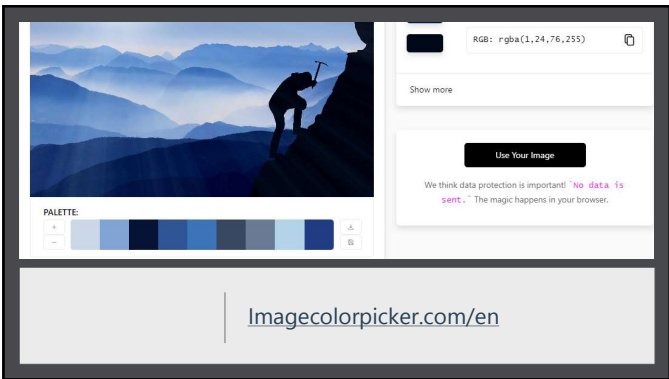 RGB: rgba(1,24,76,255)
Show more
Use Your Image
We think data protection is important! `No data is
sent.` The magic happens in your browser.
PALETTE:
+
−
Imagecolorpicker.com/en